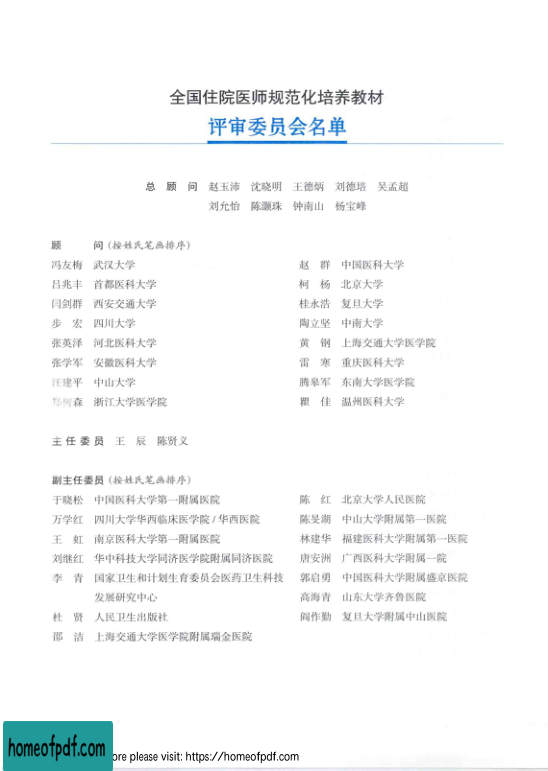 全国住院医师规范化培养教材
评审委员会名单
总 顾 问 赵玉沛 沈晓明 王德炳 刘德培 吴孟超
刘允怡 陈灏珠 钟南山 杨宝峰
顾 问(按姓氏笔画排序)
冯友梅 武汉大学
吕兆丰 首都医科大学
闫剑群 西安交通大学
步 宏 四川大学
张英泽 河北医科大学
张学军 安徽医科大学
汪建平 中山大学
郑树森 浙江大学医学院
赵 群 中国医科大学
柯 杨 北京大学
桂永浩 复旦大学
陶立坚 中南大学
黄 钢 上海交通大学医学院
雷 寒 重庆医科大学
滕皋军 东南大学医学院
瞿 佳 温州医科大学
主任委员 王 辰 陈贤义
副主任委员(按姓氏笔画排序)
于晓松 中国医科大学第一附属医院
万学红 四川大学华西临床医学院/华西医院
王 虹 南京医科大学第一附属医院
刘继红 华中科技大学同济医学院附属同济医院
李 青 国家卫生和计划生育委员会医药卫生科技
发展研究中心
杜 贤 人民卫生出版社
邵 洁 上海交通大学医学院附属瑞金医院
陈 红 北京大学人民医院
陈旻湖 中山大学附属第一医院
林建华 福建医科大学附属第一医院
唐安洲 广西医科大学附属一院
郭启勇 中国医科大学附属盛京医院
高海青 山东大学齐鲁医院
阎作勤 复旦大学附属中山医院
homeofpdf.com
ore please visit: https://homeofpdf.com